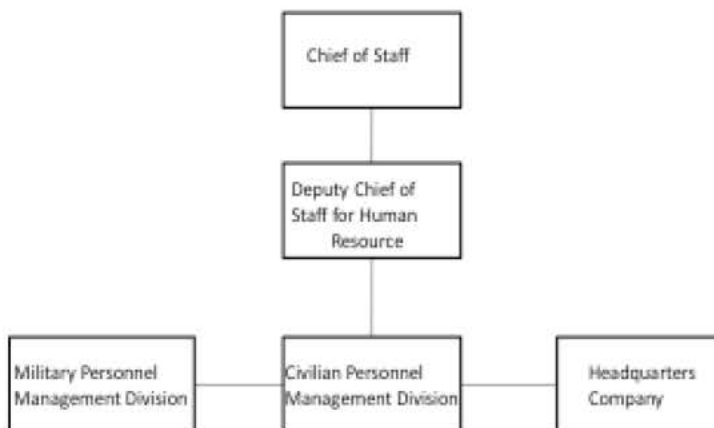 Chief of Staff
Deputy Chief of
Staff for Human
Resource
Military Personnel
Management Division
Civilian Personnel
Management Division
Headquarters
Company